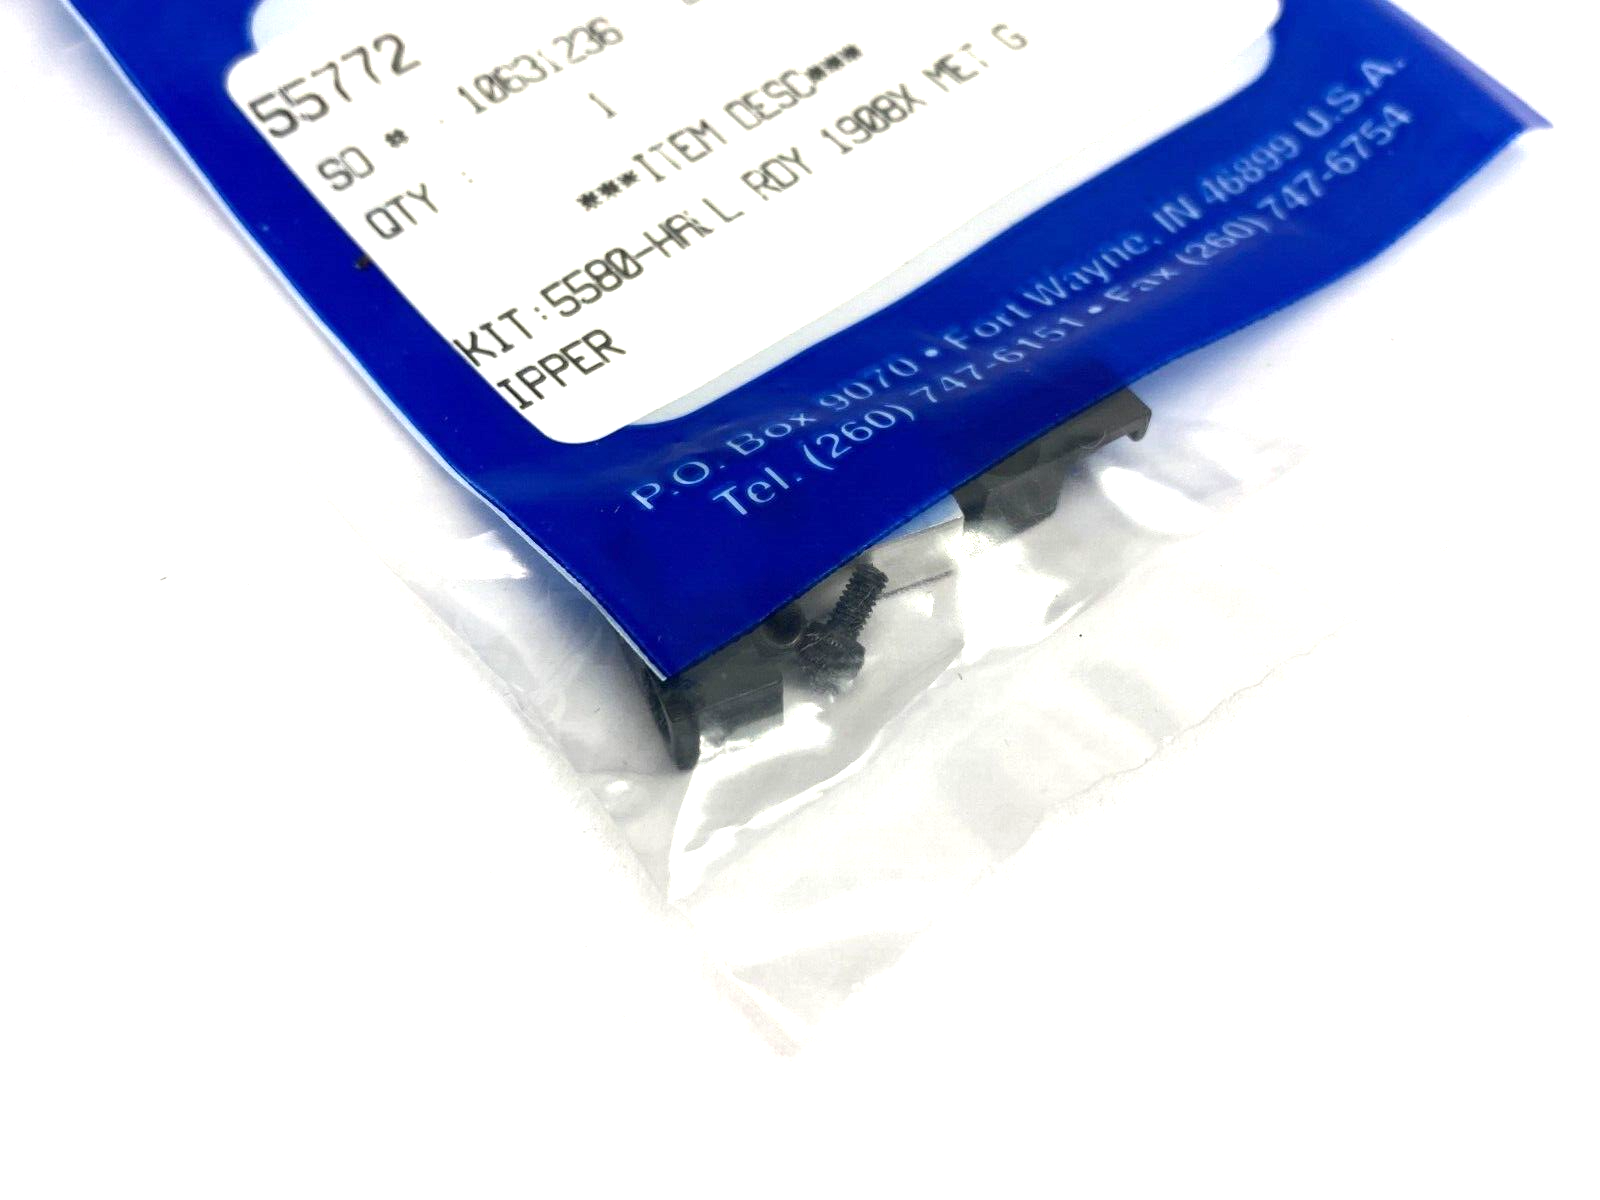 55772
SO # 10631236
QTY : 1
***ITEM DESC***
KIT:5580-HALL RDY 1908X MET G
IPPER
P.O. Box 9070 • Fort Wayne, IN 46899 U.S.A.
Tel. (260) 747-6151 • Fax (260) 747-6754